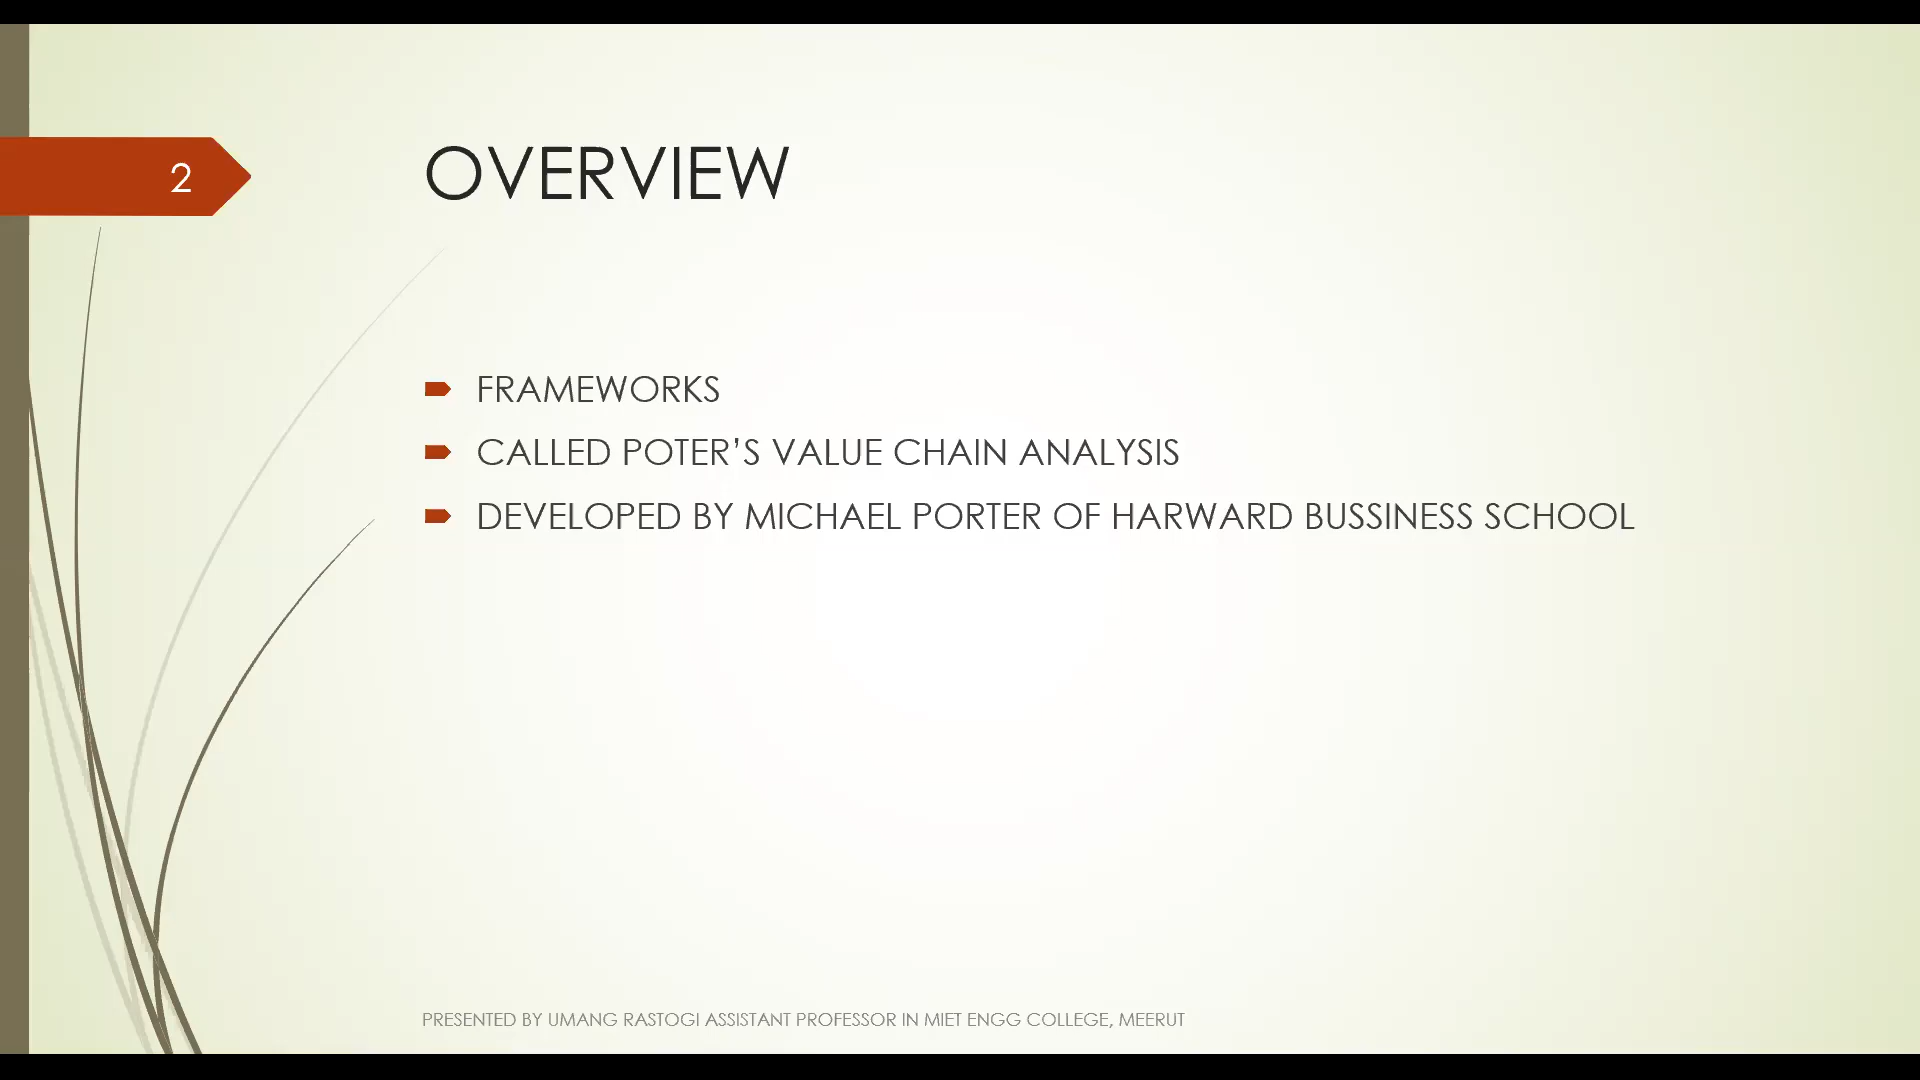 2
OVERVIEW
FRAMEWORKS
CALLED POTER’S VALUE CHAIN ANALYSIS
DEVELOPED BY MICHAEL PORTER OF HARWARD BUSSINESS SCHOOL
PRESENTED BY UMANG RASTOGI ASSISTANT PROFESSOR IN MIET ENGG COLLEGE, MEERUT